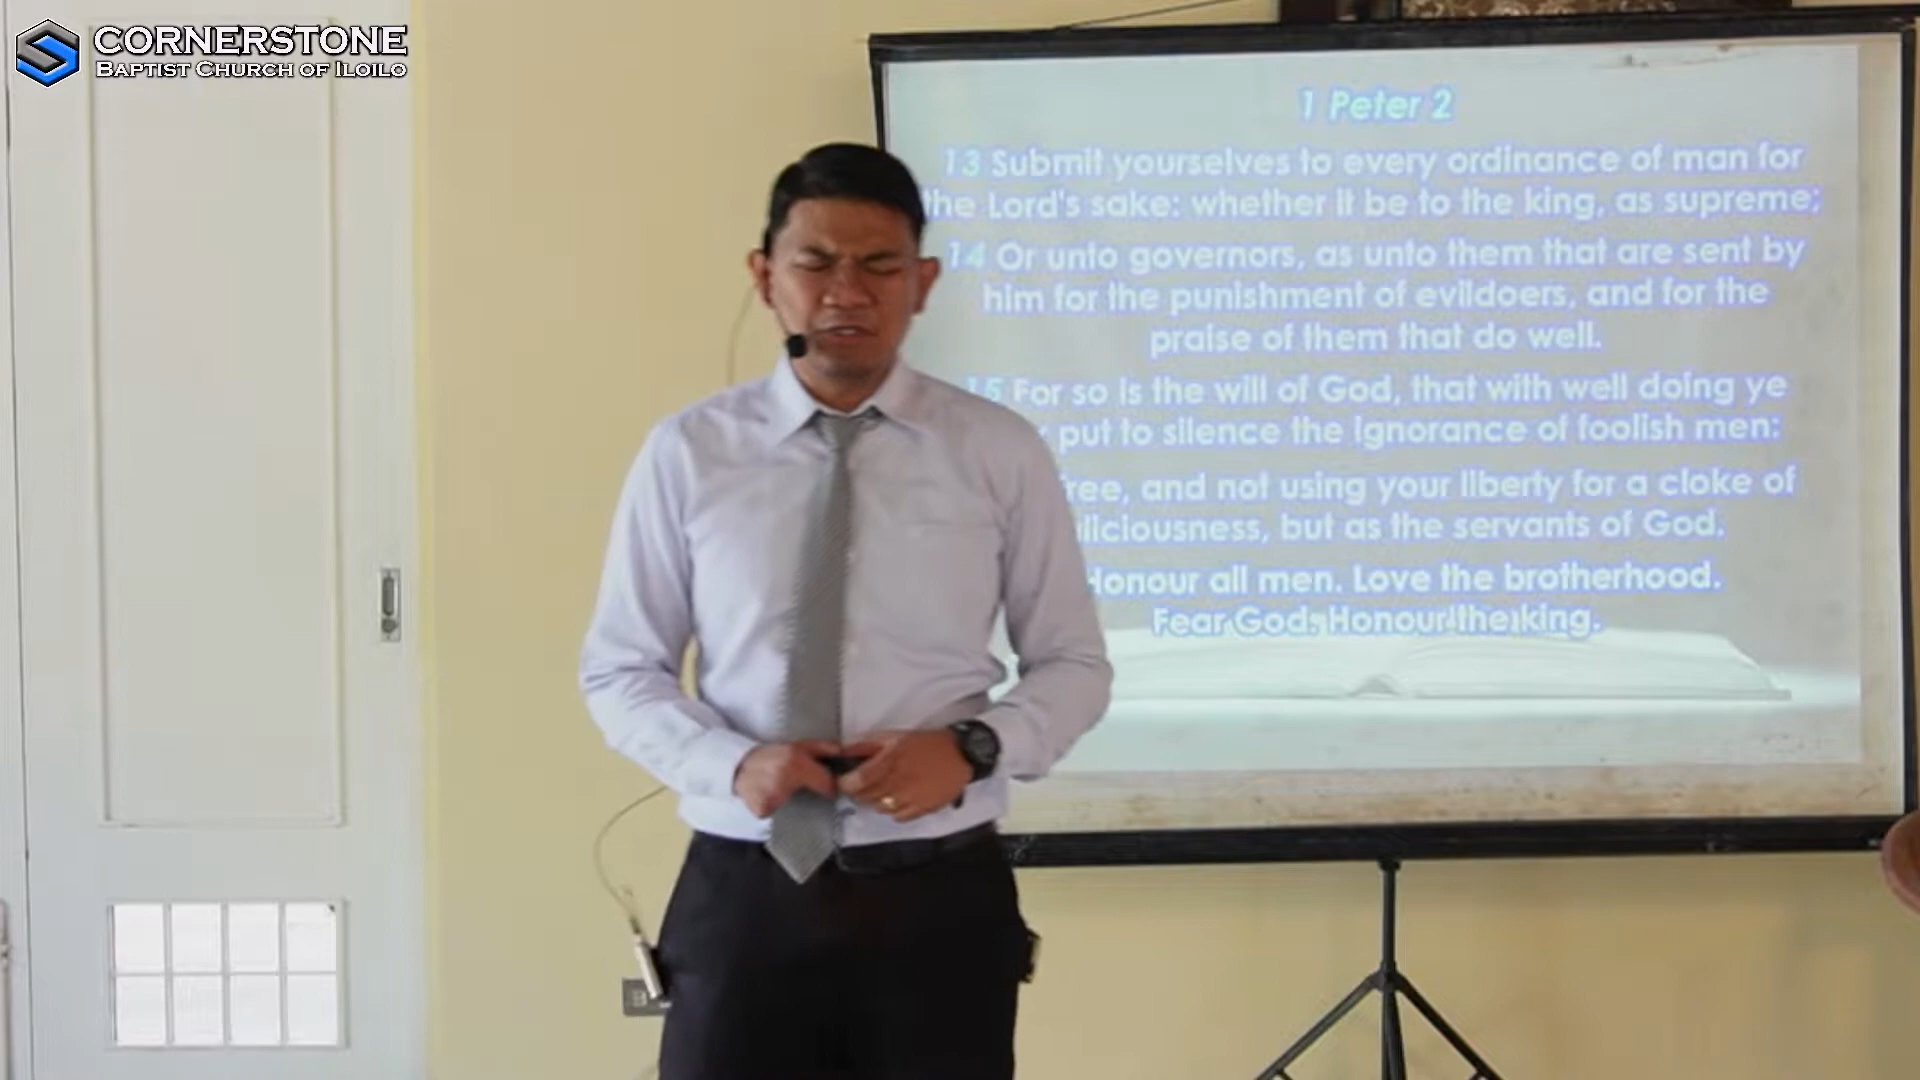 CORNERSTONE
BAPTIST CHURCH OF ILOILO
1 Peter 2
13 Submit yourselves to every ordinance of man for
the Lord's sake: whether it be to the king, as supreme;
14 Or unto governors, as unto them that are sent by
him for the punishment of evildoers, and for the
praise of them that do well.
15 For so is the will of God, that with well doing ye
put to silence the ignorance of foolish men:
free, and not using your liberty for a cloke of
liciousness, but as the servants of God.
Honour all men. Love the brotherhood.
Fear God. Honour the king.